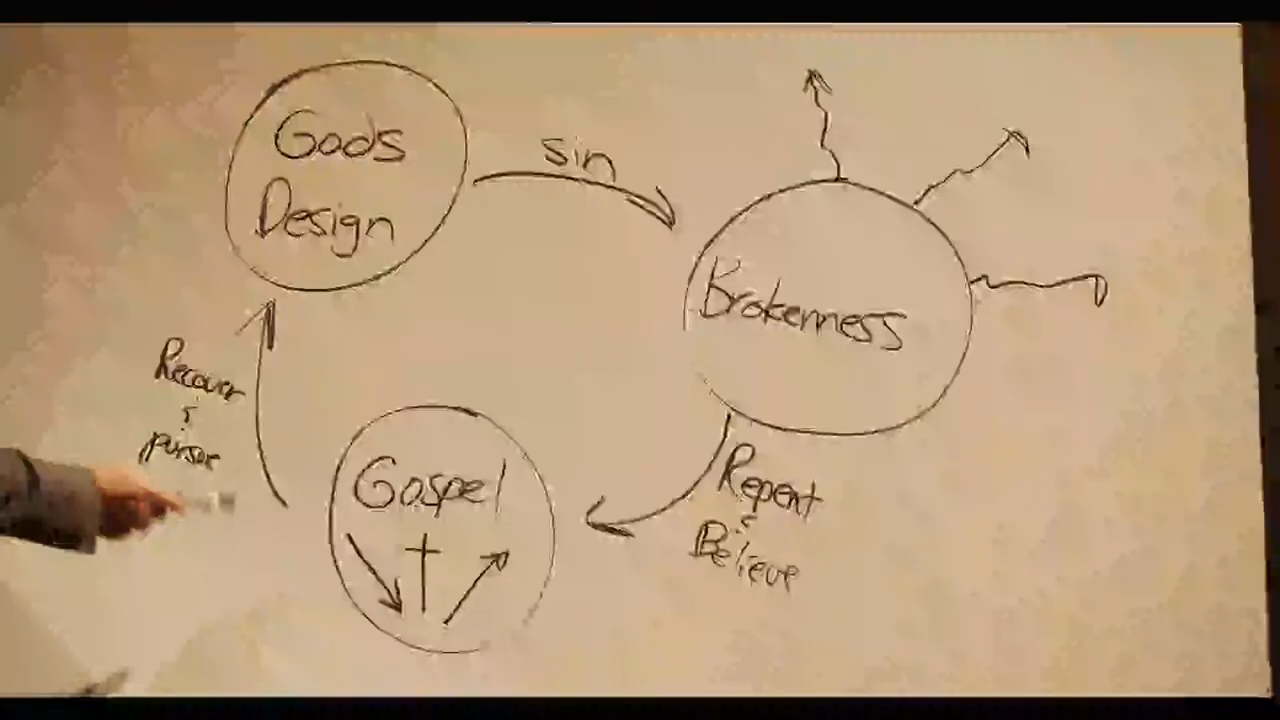 Gods
Design
sin
Brokenness
Repent
&
Believe
Gospel
Recover
&
pursue